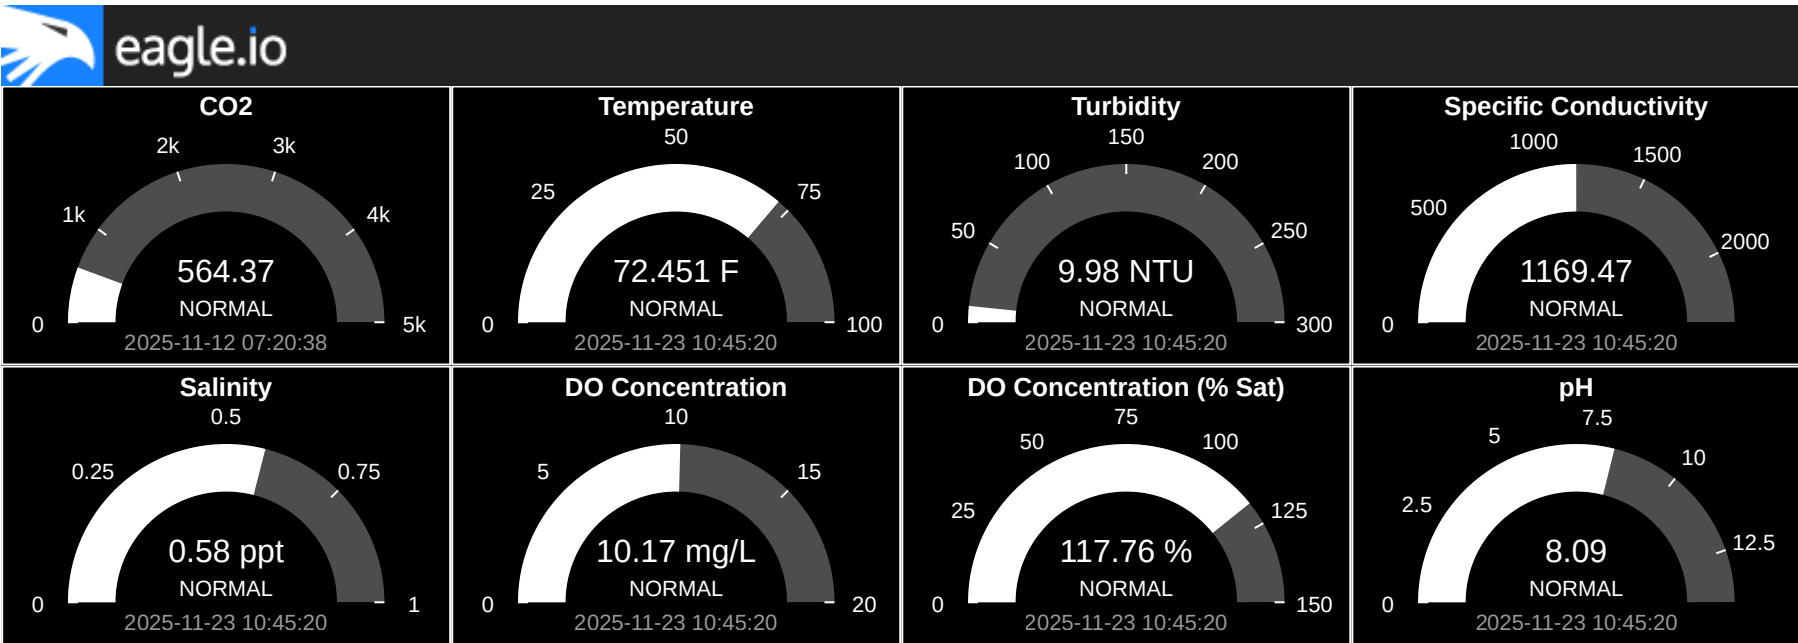 eagle.io
CO2
2k
3k
1k
4k
564.37
NORMAL
0
5k
2025-11-12 07:20:38
Temperature
50
25
75
72.451 F
NORMAL
0
100
2025-11-23 10:45:20
Turbidity
150
100
200
50
250
9.98 NTU
NORMAL
0
300
2025-11-23 10:45:20
Specific Conductivity
1000
1500
500
2000
1169.47
NORMAL
0
2025-11-23 10:45:20
Salinity
0.5
0.25
0.75
0.58 ppt
NORMAL
0
1
2025-11-23 10:45:20
DO Concentration
10
5
15
10.17 mg/L
NORMAL
0
20
2025-11-23 10:45:20
DO Concentration (% Sat)
75
50
100
25
125
117.76 %
NORMAL
0
150
2025-11-23 10:45:20
pH
7.5
5
10
2.5
12.5
8.09
NORMAL
0
2025-11-23 10:45:20